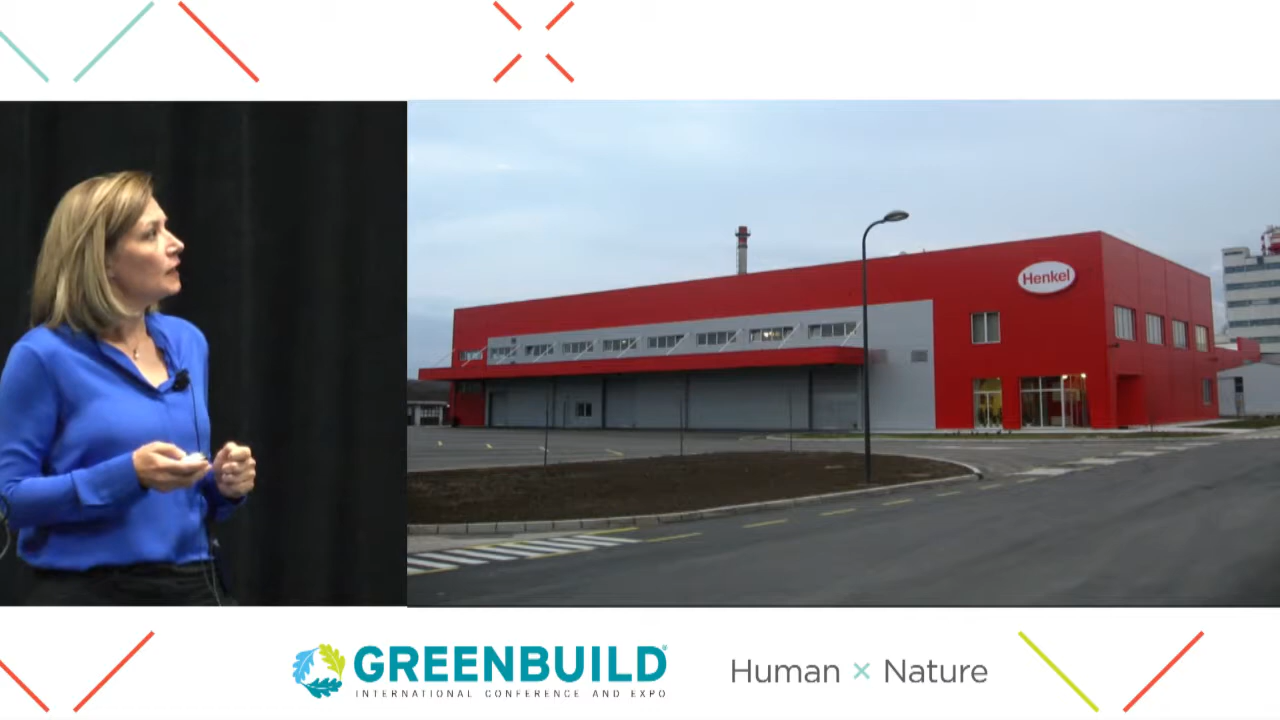 Henkel
GREENBUILD
INTERNATIONAL CONFERENCE AND EXPO
Human × Nature